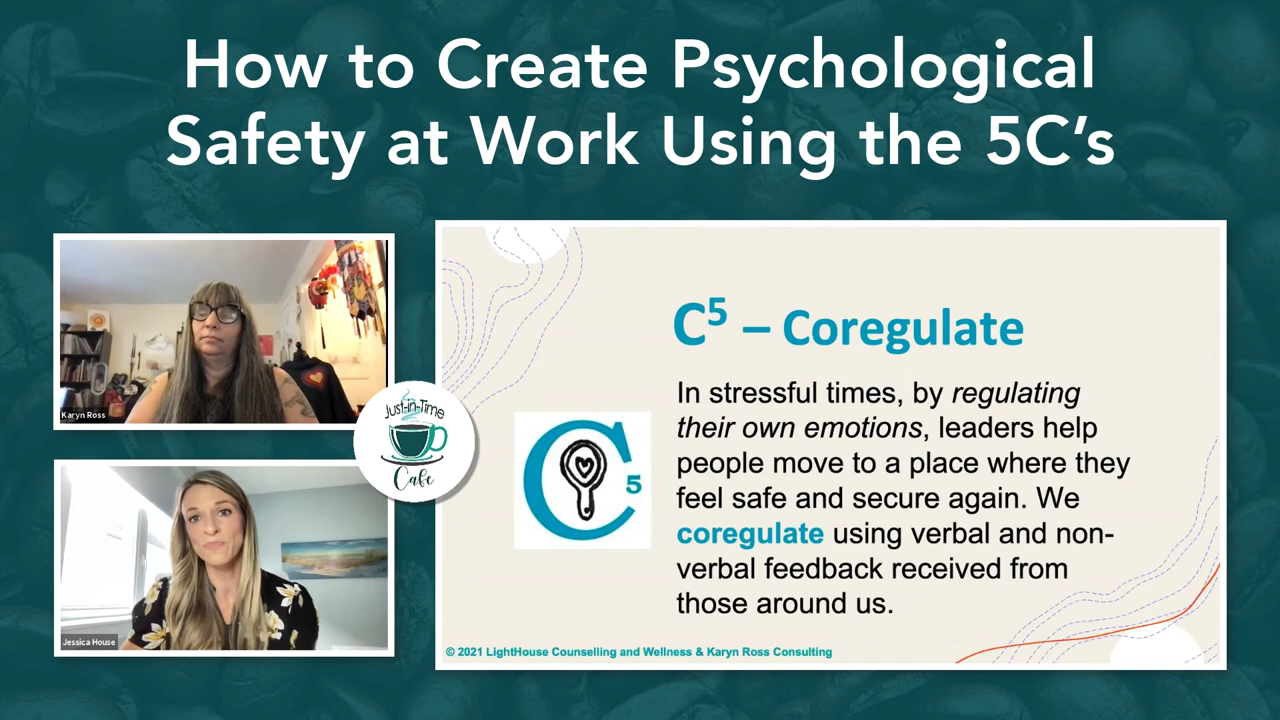 How to Create Psychological
Safety at Work Using the 5C's
Karyn Ross
Just-in-Time
Cafe
Jessica House
C⁵ – Coregulate
C 5
In stressful times, by regulating
their own emotions, leaders help
people move to a place where they
feel safe and secure again. We
coregulate using verbal and non-
verbal feedback received from
those around us.
© 2021 LightHouse Counselling and Wellness & Karyn Ross Consulting